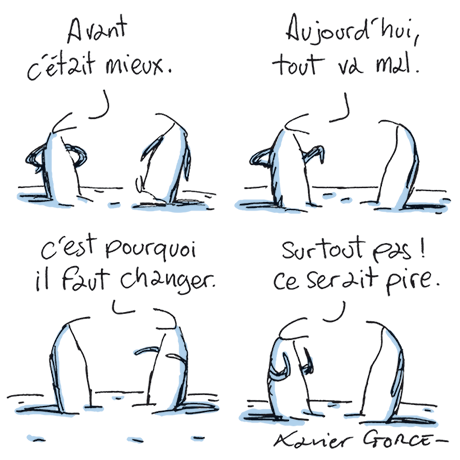 Avant
c'était mieux.
Aujourd'hui,
tout va mal.
c'est pourquoi
il faut changer.
Surtout pas !
ce serait pire.
Xavier GORCE